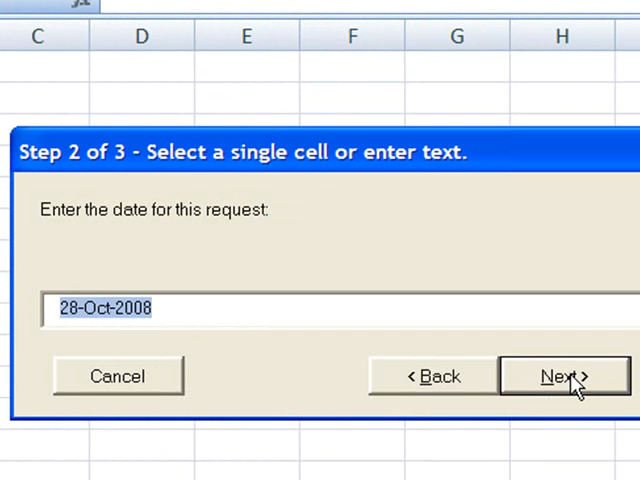 fx
C D E F G H
Step 2 of 3 - Select a single cell or enter text.
Enter the date for this request:
28-Oct-2008
Cancel < Back Next >